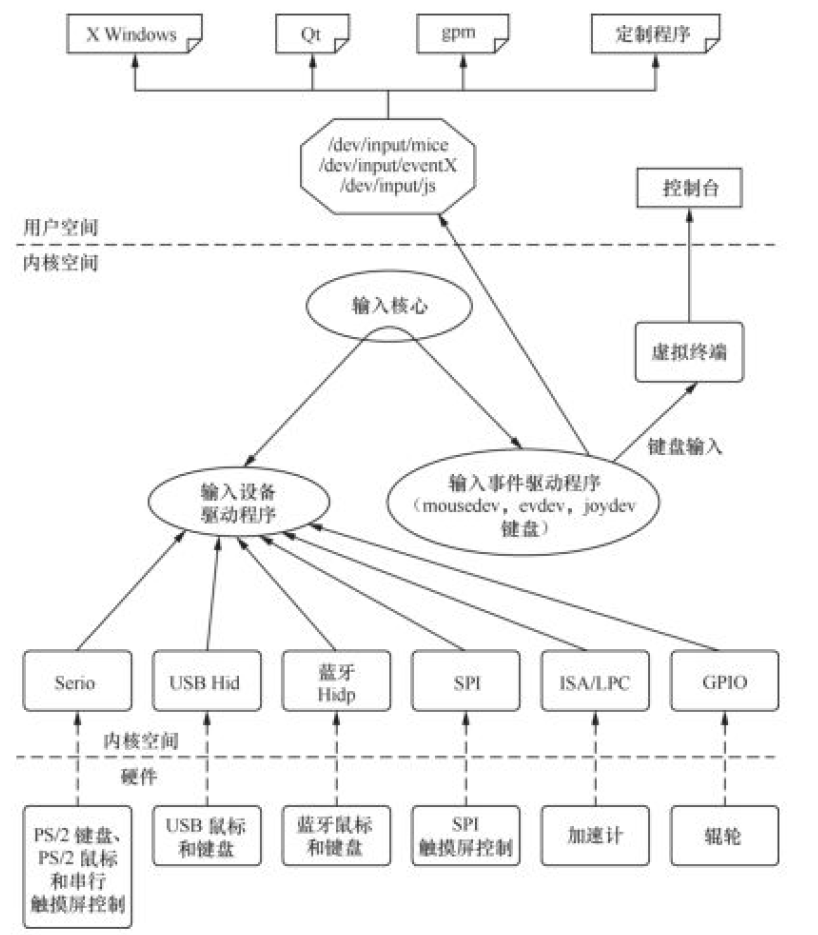 X Windows
Qt
gpm
定制程序
/dev/input/mice
/dev/input/eventX
/dev/input/js
控制台
用户空间
内核空间
输入核心
虚拟终端
键盘输入
输入设备
驱动程序
输入事件驱动程序
（mousedev，evdev，joydev
键盘）
Serio
USB Hid
蓝牙
Hidp
SPI
ISA/LPC
GPIO
内核空间
硬件
PS/2 键盘、
PS/2 鼠标
和串行
触摸屏控制
USB 鼠标
和键盘
蓝牙鼠标
和键盘
SPI
触摸屏控制
加速计
辊轮